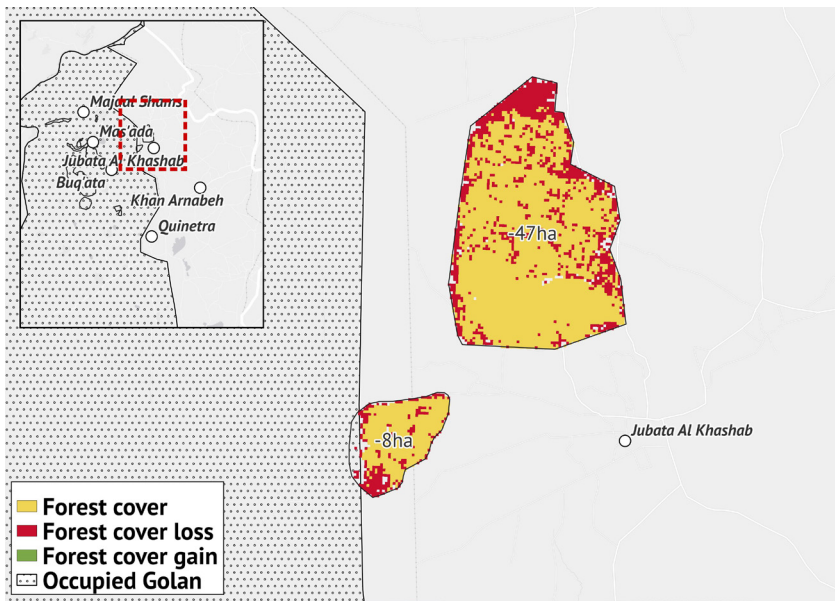 Majdal Shams
Mas'ada
Jubata Al Khashab
Buq'ata
Khan Arnabeh
Quinetra
-47ha
-8ha
Jubata Al Khashab
Forest cover
Forest cover loss
Forest cover gain
Occupied Golan